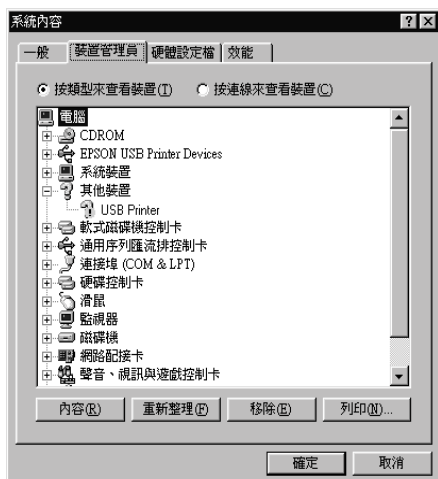 系統內容
一般 裝置管理員 硬體設定檔 效能
按類型來查看裝置(T) 按連線來查看裝置(C)
電腦
CDROM
EPSON USB Printer Devices
系統裝置
其他裝置
USB Printer
軟式磁碟機控制卡
通用序列匯流排控制卡
連接埠 (COM & LPT)
硬碟控制卡
滑鼠
監視器
磁碟機
網路配接卡
聲音、視訊與遊戲控制卡
內容(R) 重新整理(F) 移除(E) 列印(N)...
確定 取消